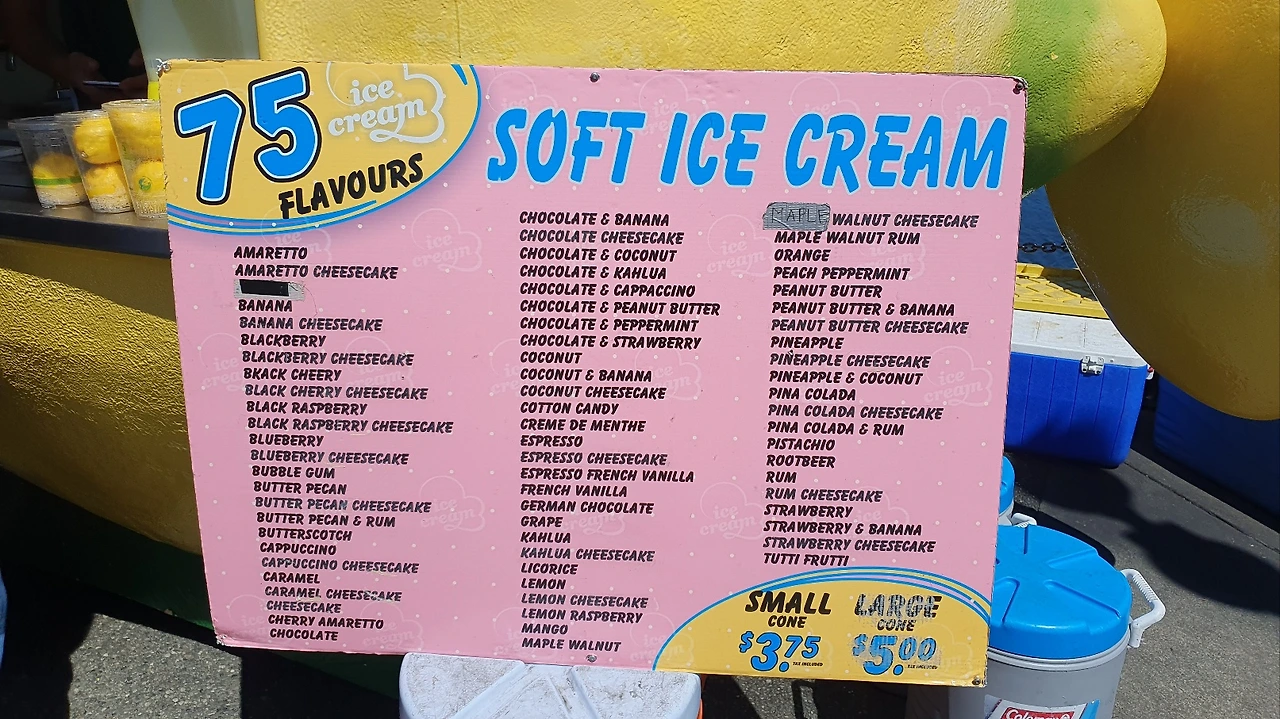 75
ice
cream
FLAVOURS
SOFT ICE CREAM
AMARETTO
AMARETTO CHEESECAKE
BANANA
BANANA CHEESECAKE
BLACKBERRY
BLACKBERRY CHEESECAKE
BKACK CHEERY
BLACK CHERRY CHEESECAKE
BLACK RASPBERRY
BLACK RASPBERRY CHEESECAKE
BLUEBERRY
BLUEBERRY CHEESECAKE
BUBBLE GUM
BUTTER PECAN
BUTTER PECAN CHEESECAKE
BUTTER PECAN & RUM
BUTTERSCOTCH
CAPPUCCINO
CAPPUCCINO CHEESECAKE
CARAMEL
CARAMEL CHEESECAKE
CHEESECAKE
CHERRY AMARETTO
CHOCOLATE
CHOCOLATE & BANANA
CHOCOLATE CHEESECAKE
CHOCOLATE & COCONUT
CHOCOLATE & KAHLUA
CHOCOLATE & CAPPACCINO
CHOCOLATE & PEANUT BUTTER
CHOCOLATE & PEPPERMINT
CHOCOLATE & STRAWBERRY
COCONUT
COCONUT & BANANA
COCONUT CHEESECAKE
COTTON CANDY
CREME DE MENTHE
ESPRESSO
ESPRESSO CHEESECAKE
ESPRESSO FRENCH VANILLA
FRENCH VANILLA
GERMAN CHOCOLATE
GRAPE
KAHLUA
KAHLUA CHEESECAKE
LICORICE
LEMON
LEMON CHEESECAKE
LEMON RASPBERRY
MANGO
MAPLE WALNUT
MAPLE WALNUT CHEESECAKE
MAPLE WALNUT RUM
ORANGE
PEACH PEPPERMINT
PEANUT BUTTER
PEANUT BUTTER & BANANA
PEANUT BUTTER CHEESECAKE
PINEAPPLE
PINEAPPLE CHEESECAKE
PINEAPPLE & COCONUT
PINA COLADA
PINA COLADA CHEESECAKE
PINA COLADA & RUM
PISTACHIO
ROOTBEER
RUM
RUM CHEESECAKE
STRAWBERRY
STRAWBERRY & BANANA
STRAWBERRY CHEESECAKE
TUTTI FRUTTI
SMALL
CONE
$3.75
TAX INCLUDED
LARGE
CONE
$5.00
TAX INCLUDED
Coleman